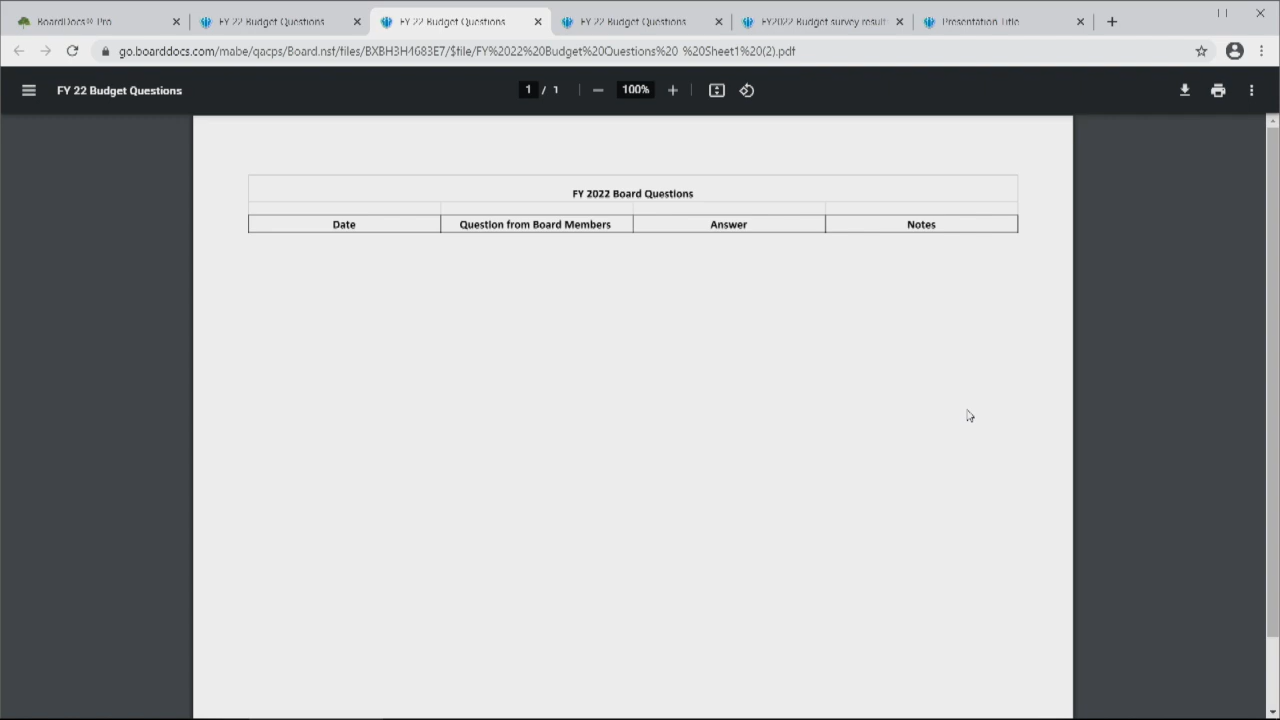 BoardDocs® Pro
FY 22 Budget Questions
FY 22 Budget Questions
FY 22 Budget Questions
FY2022 Budget survey result
Presentation Title
go.boarddocs.com/mabe/qacps/Board.nsf/files/BXBH3H4683E7/$file/FY%2022%20Budget%20Questions%20 %20Sheet1%20(2).pdf
FY 22 Budget Questions
1 / 1
100%
FY 2022 Board Questions
Date Question from Board Members Answer Notes